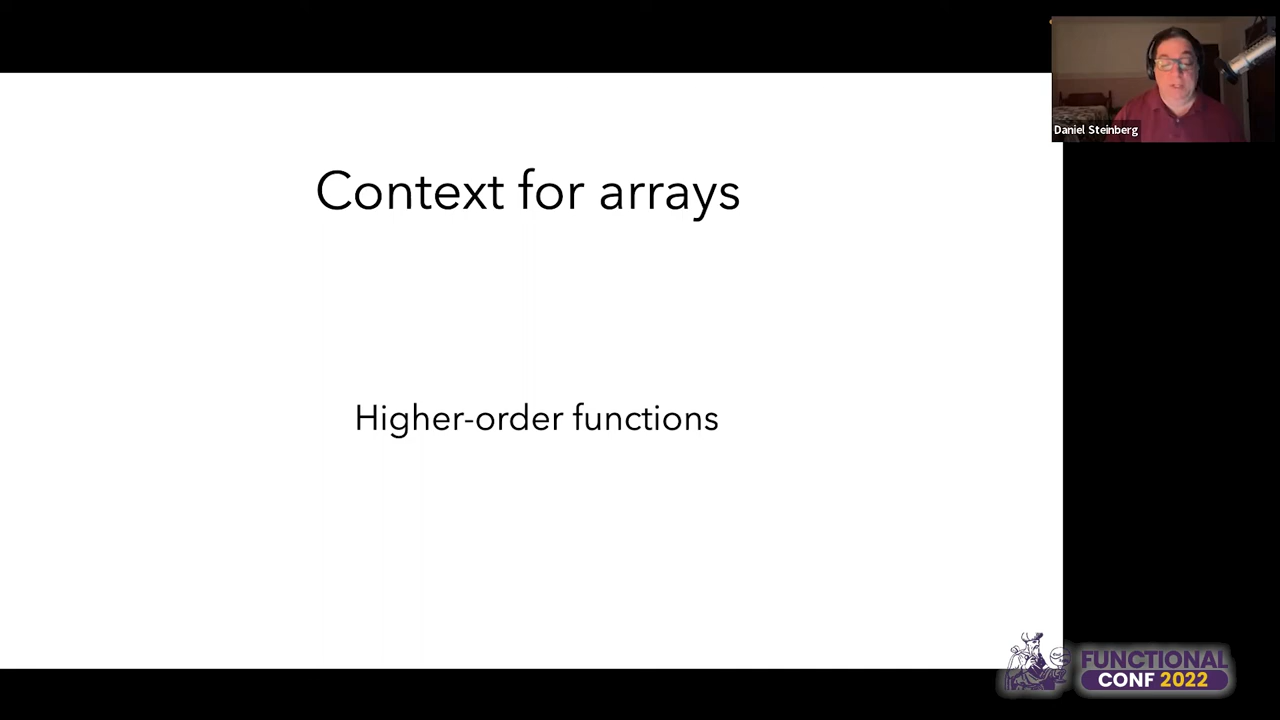 Context for arrays
Daniel Steinberg
Higher-order functions
FUNCTIONAL
CONF 2022